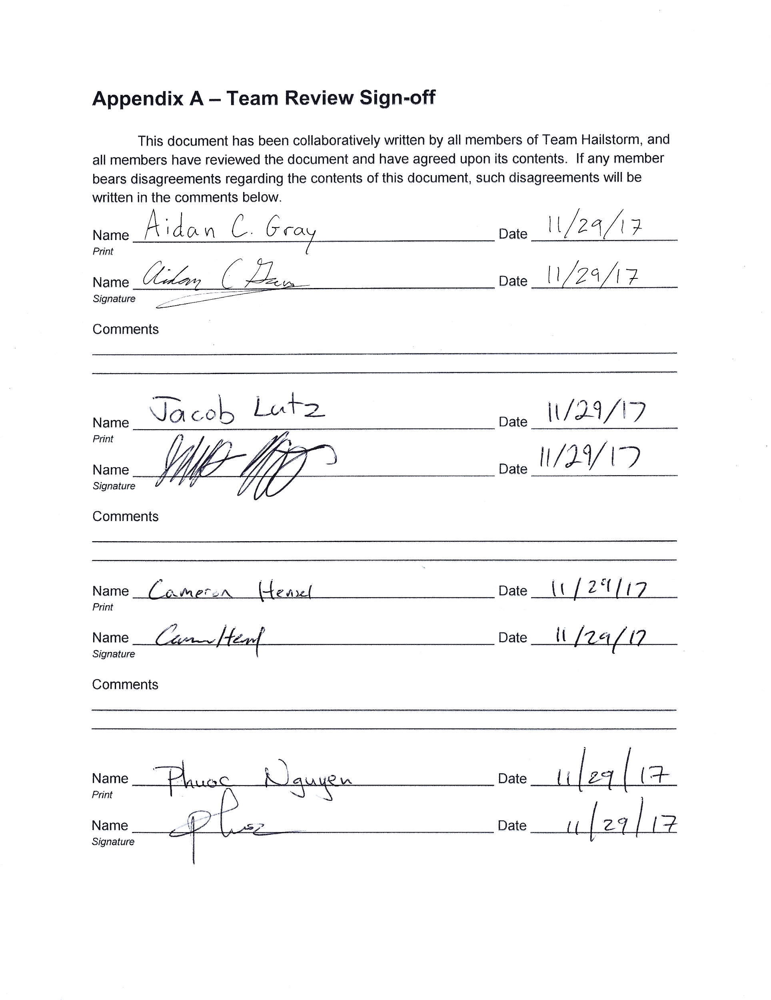 Appendix A – Team Review Sign-off
This document has been collaboratively written by all members of Team Hailstorm, and
all members have reviewed the document and have agreed upon its contents. If any member
bears disagreements regarding the contents of this document, such disagreements will be
written in the comments below.
Name Aidan C. Gray Date 11/29/17
Print
Name Aidan C Gray Date 11/29/17
Signature
Comments
Name Jacob Lutz Date 11/29/17
Print
Name Date 11/29/17
Signature
Comments
Name Cameron Hensel Date 11/29/17
Print
Name Date 11/29/17
Signature
Comments
Name Phuoc Nguyen Date 11/29/17
Print
Name Date 11/29/17
Signature